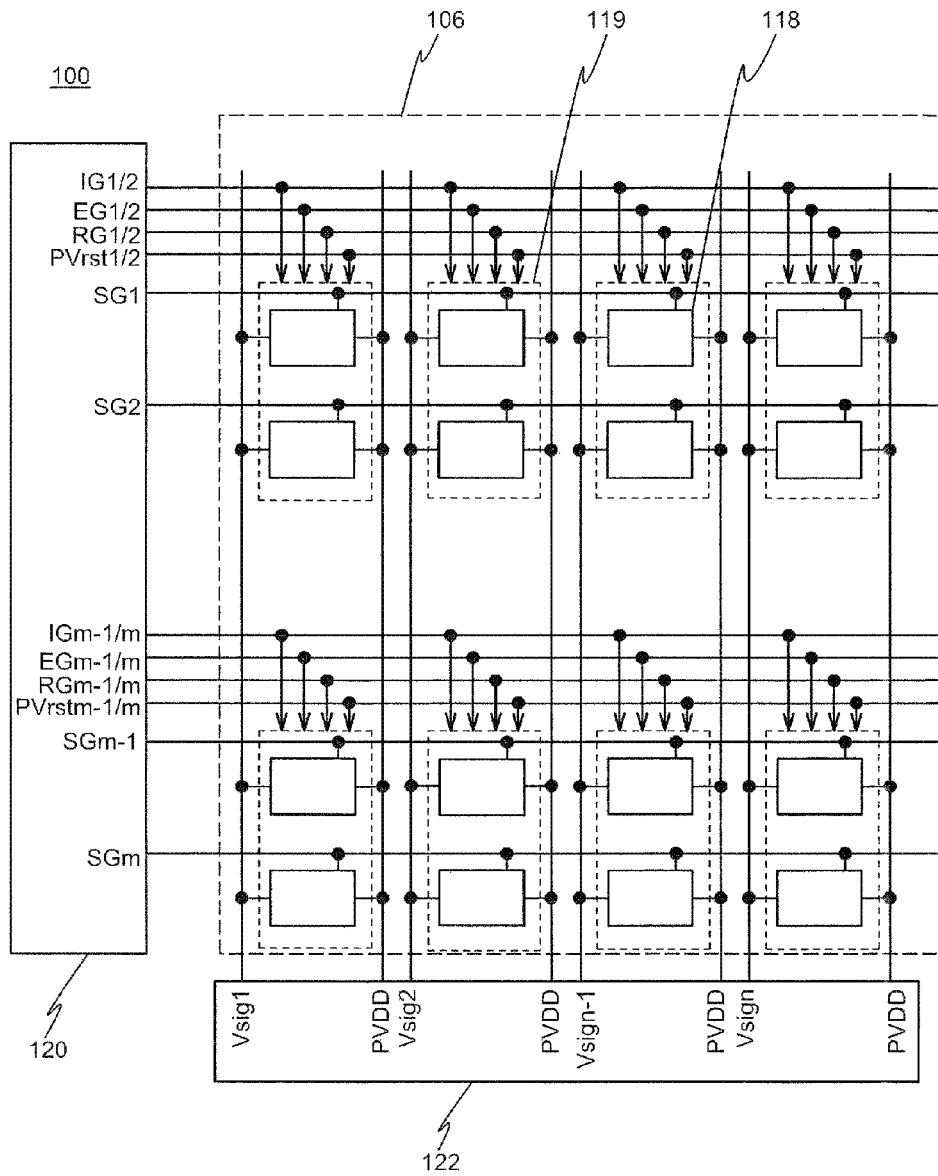 106
119
118
100
IG1/2
EG1/2
RG1/2
PVrst1/2
SG1
SG2
IGm-1/m
EGm-1/m
RGm-1/m
PVrstm-1/m
SGm-1
SGm
120
Vsig1
PVDD
Vsig2
PVDD
Vsign-1
PVDD
Vsign
PVDD
122